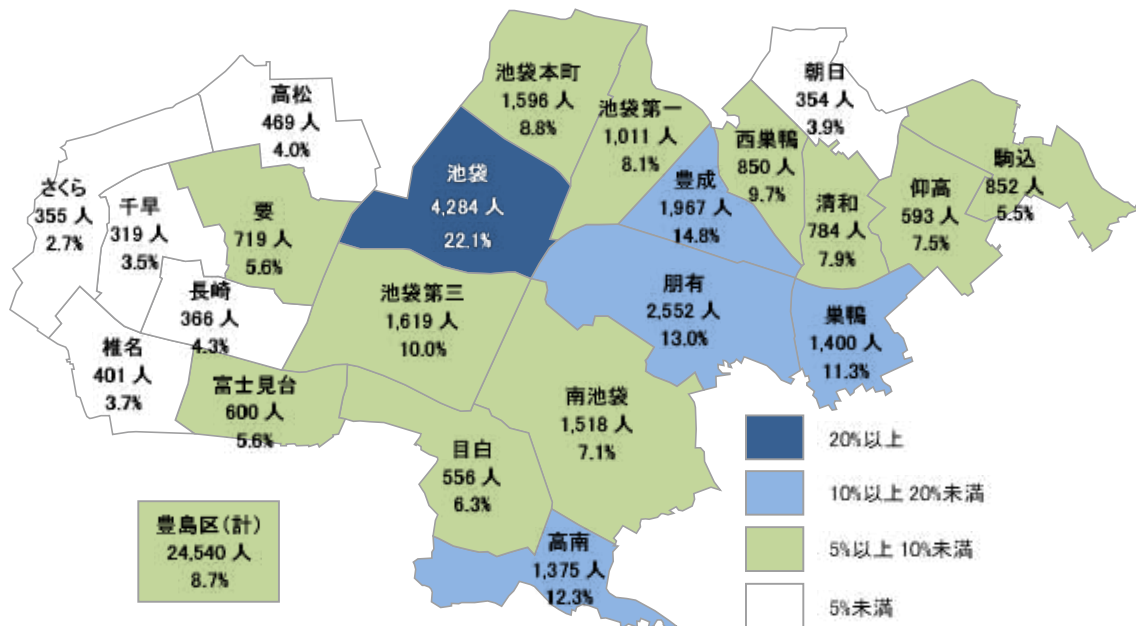 池袋本町
1,596 人
8.8%
池袋第一
1,011 人
8.1%
朝日
354 人
3.9%
高松
469 人
4.0%
西巣鴨
850 人
9.7%
駒込
852 人
5.5%
池袋
4,284 人
22.1%
豊成
1,967 人
14.8%
清和
784 人
7.9%
仰高
593 人
7.5%
さくら
355 人
2.7%
千早
319 人
3.5%
要
719 人
5.6%
長崎
366 人
4.3%
池袋第三
1,619 人
10.0%
朋有
2,552 人
13.0%
巣鴨
1,400 人
11.3%
椎名
401 人
3.7%
富士見台
600 人
5.6%
南池袋
1,518 人
7.1%
目白
556 人
6.3%
高南
1,375 人
12.3%
豊島区(計)
24,540 人
8.7%
20%以上
10%以上 20%未満
5%以上 10%未満
5%未満